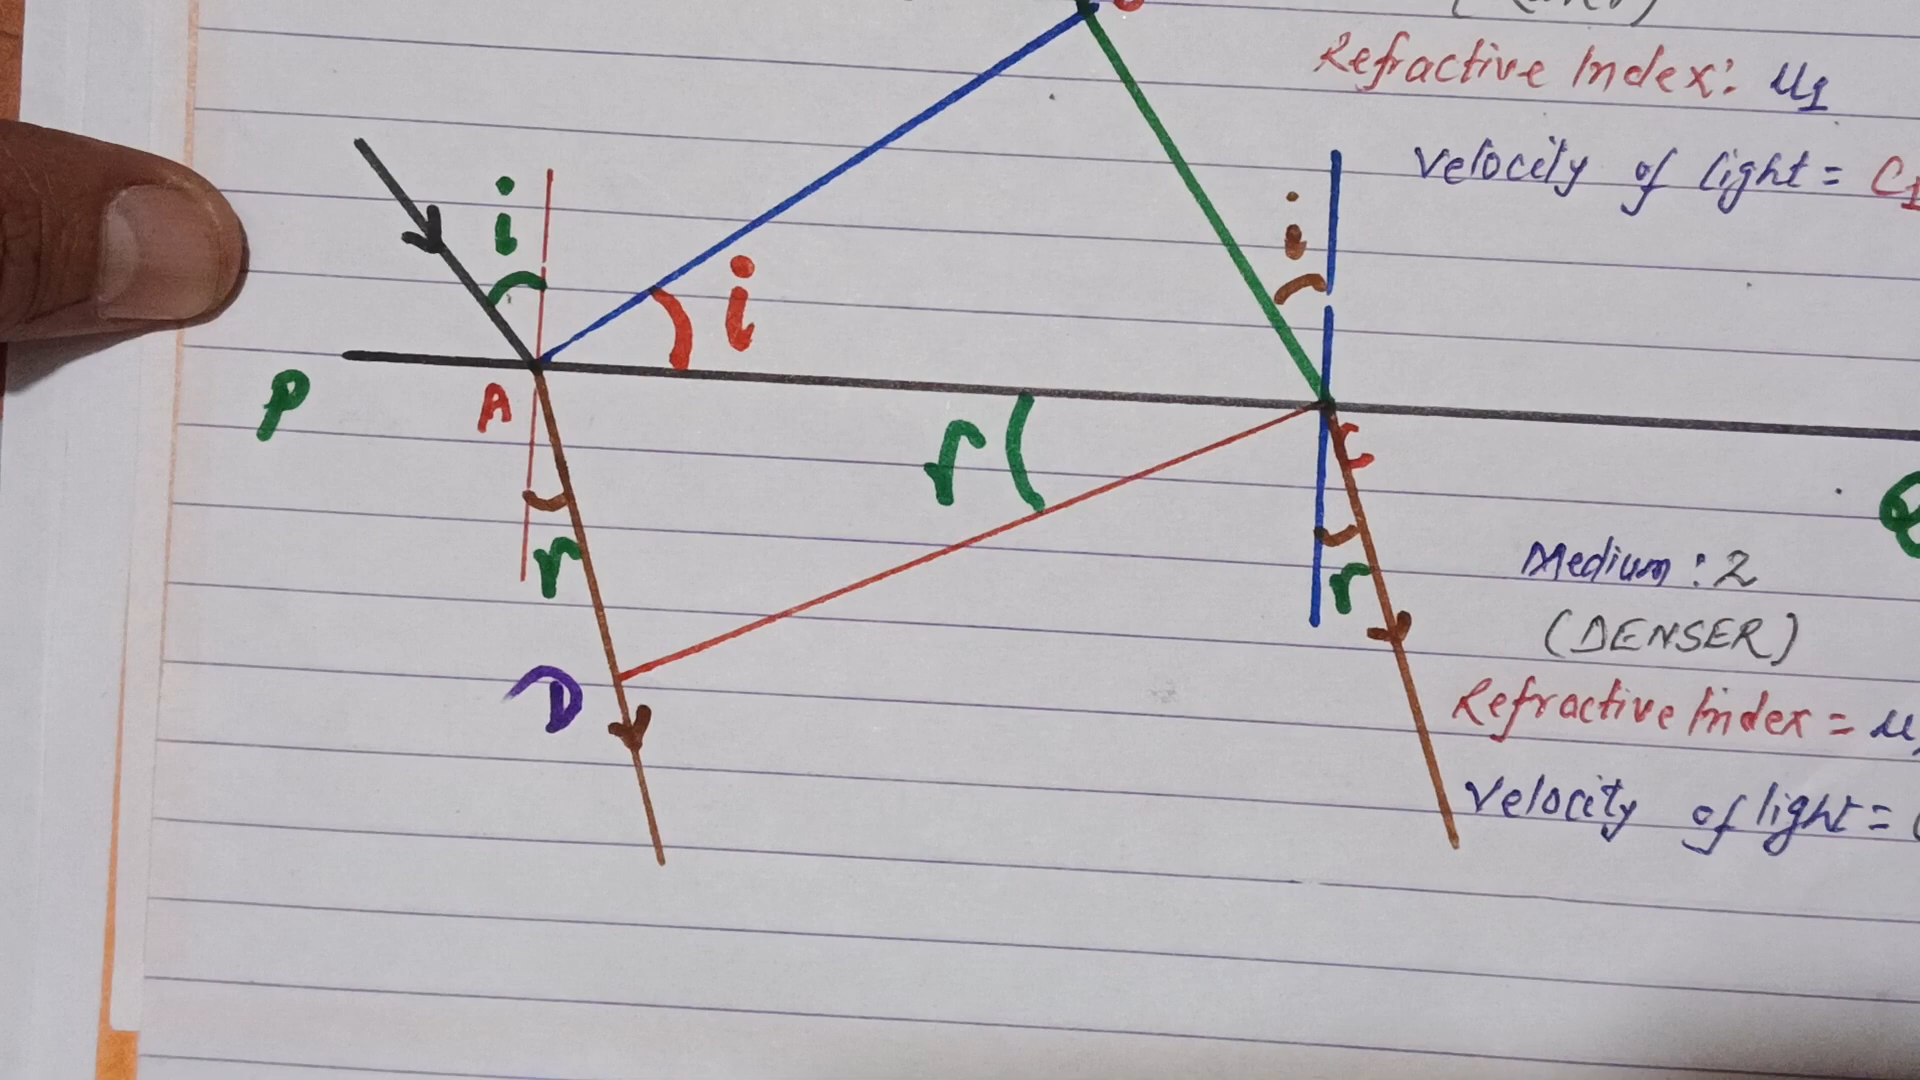 Refractive Index: μ1
Velocity of light = C1
i
i
i
P
A
r
C
r
r
D
Medium: 2
(DENSER)
Refractive Index = μ
Velocity of light =